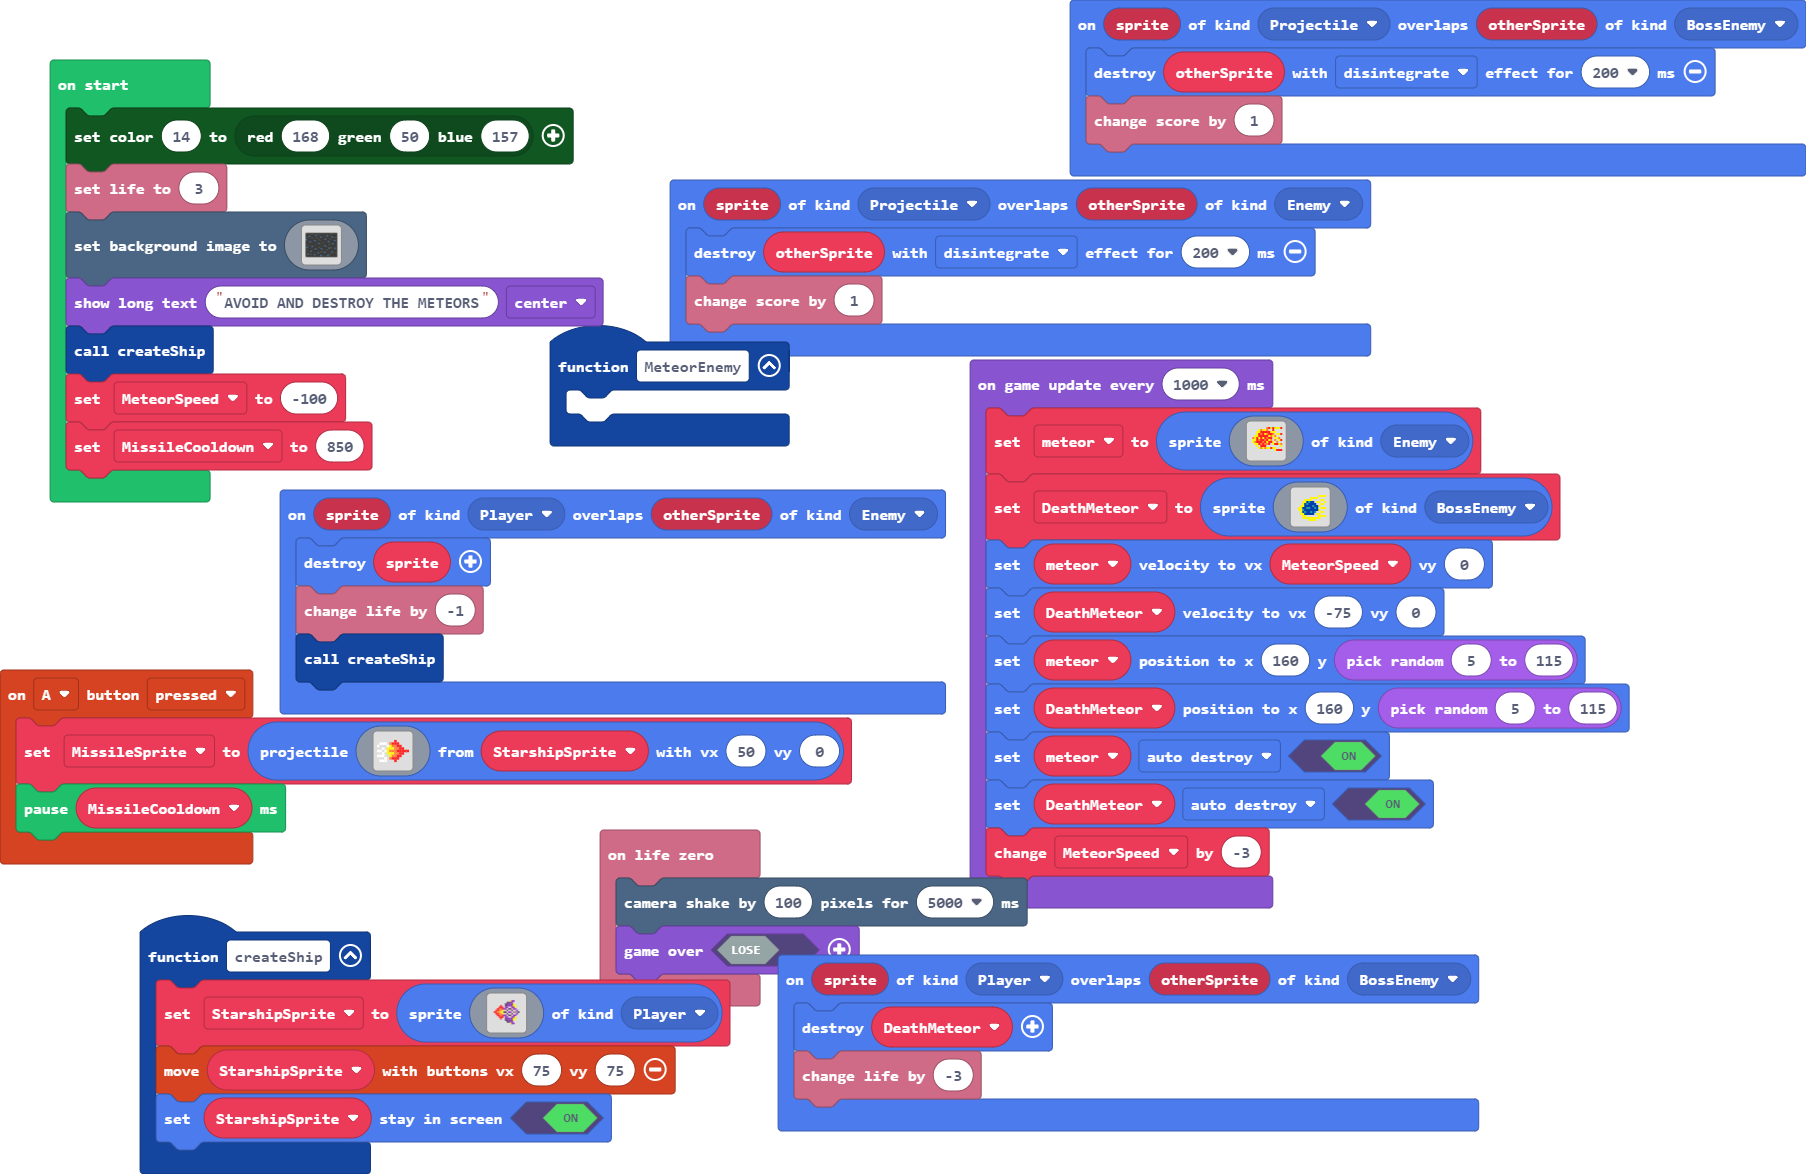 on start
set color 14 to red 168 green 50 blue 157
set life to 3
set background image to
show long text "AVOID AND DESTROY THE METEORS" center
call createShip
set MeteorSpeed to -100
set MissileCooldown to 850
on sprite of kind Projectile overlaps otherSprite of kind BossEnemy
destroy otherSprite with disintegrate effect for 200 ms
change score by 1
on sprite of kind Projectile overlaps otherSprite of kind Enemy
destroy otherSprite with disintegrate effect for 200 ms
change score by 1
function MeteorEnemy
on game update every 1000 ms
set meteor to sprite of kind Enemy
set DeathMeteor to sprite of kind BossEnemy
set meteor velocity to vx MeteorSpeed vy 0
set DeathMeteor velocity to vx -75 vy 0
set meteor position to x 160 y pick random 5 to 115
set DeathMeteor position to x 160 y pick random 5 to 115
set meteor auto destroy ON
set DeathMeteor auto destroy ON
change MeteorSpeed by -3
on sprite of kind Player overlaps otherSprite of kind Enemy
destroy sprite
change life by -1
call createShip
on A button pressed
set MissileSprite to projectile from StarshipSprite with vx 50 vy 0
pause MissileCooldown ms
on life zero
camera shake by 100 pixels for 5000 ms
game over LOSE
function createShip
set StarshipSprite to sprite of kind Player
move StarshipSprite with buttons vx 75 vy 75
set StarshipSprite stay in screen ON
on sprite of kind Player overlaps otherSprite of kind BossEnemy
destroy DeathMeteor
change life by -3